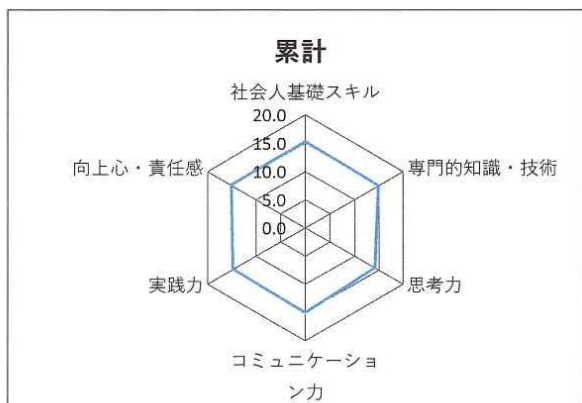 累計
社会人基礎スキル
20.0
15.0
10.0
5.0
0.0
専門的知識・技術
思考力
コミュニケーショ
ン力
実践力
向上心・責任感